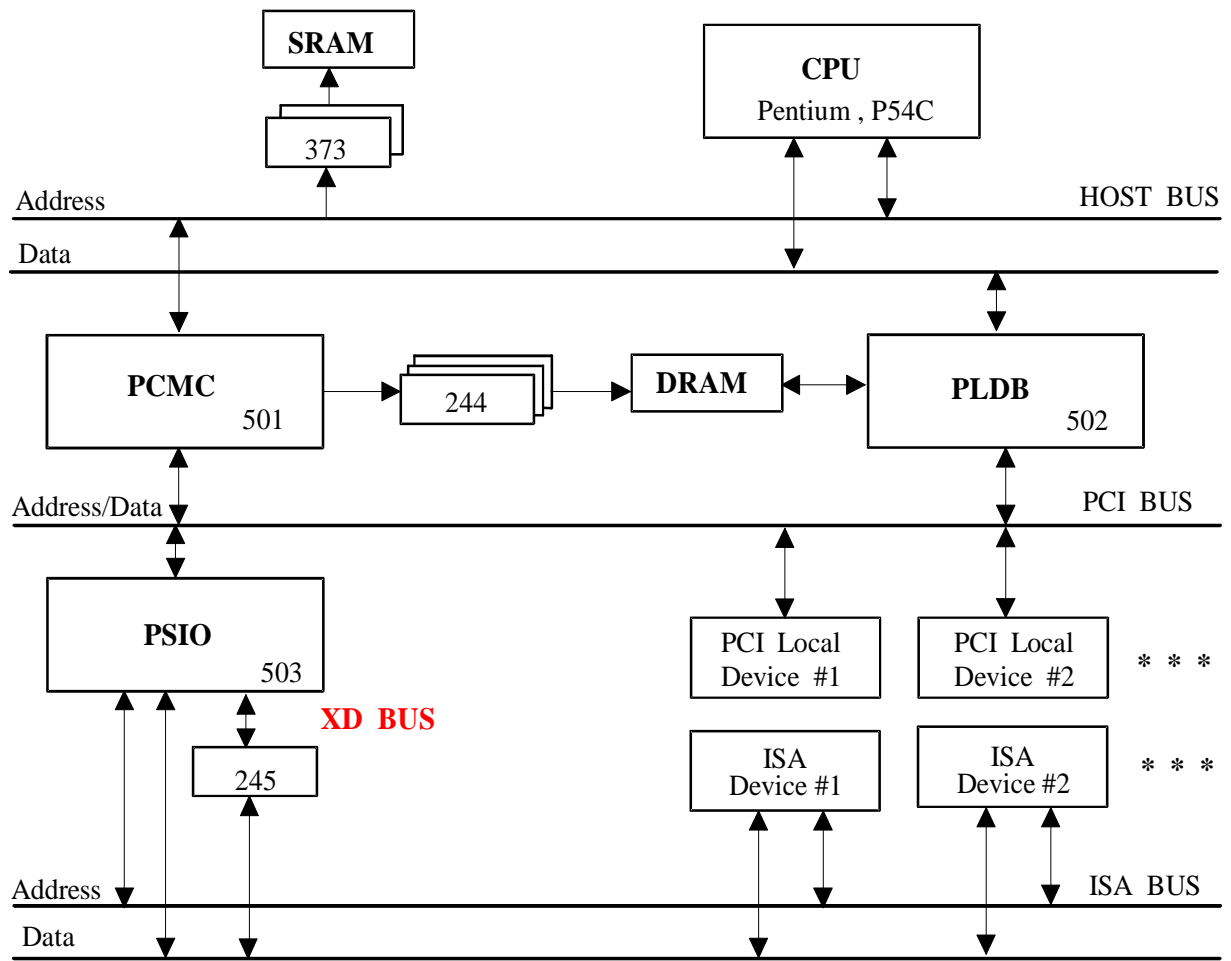 SRAM
CPU
Pentium , P54C
373
Address
HOST BUS
Data
PCMC
501
244
DRAM
PLDB
502
Address/Data
PCI BUS
PSIO
503
PCI Local
Device #1
PCI Local
Device #2
* * *
XD BUS
245
ISA
Device #1
ISA
Device #2
* * *
Address
ISA BUS
Data